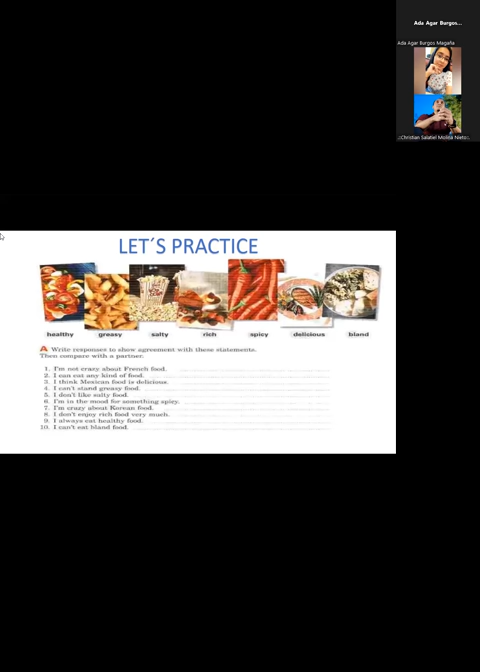 Ada Agar Burgos...
Ada Agar Burgos Magaña
Christian Salatiel Molina Nieto
LET´S PRACTICE
healthy greasy salty rich spicy delicious bland
A Write responses to show agreement with these statements.
Then compare with a partner.
1. I'm not crazy about French food.
2. I can eat any kind of food.
3. I think Mexican food is delicious.
4. I can't stand greasy food.
5. I don't like salty food.
6. I'm in the mood for something spicy.
7. I'm crazy about Korean food.
8. I don't enjoy rich food very much.
9. I always eat healthy food.
10. I can't eat bland food.